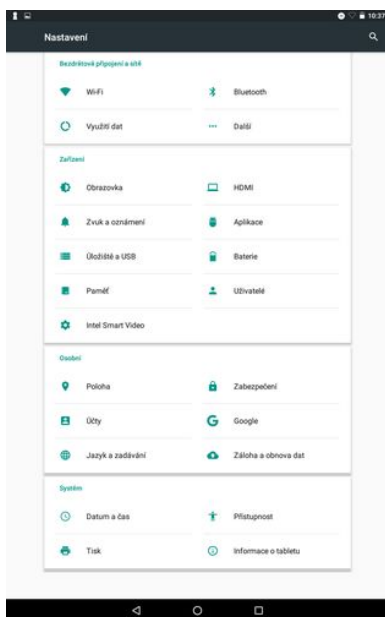 10:37
Nastavení
Bezdrátové připojení a sítě
Wi-Fi
Bluetooth
Využití dat
Další
Zařízení
Obrazovka
HDMI
Zvuk a oznámení
Aplikace
Úložiště a USB
Baterie
Paměť
Uživatelé
Intel Smart Video
Osobní
Poloha
Zabezpečení
Účty
Google
Jazyk a zadávání
Záloha a obnova dat
Systém
Datum a čas
Přístupnost
Tisk
Informace o tabletu